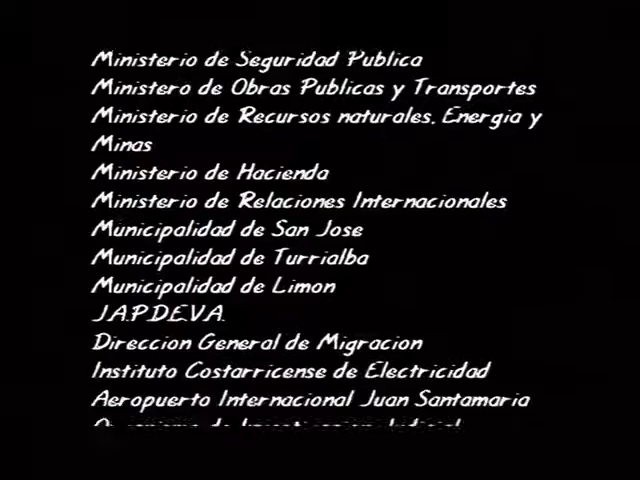 Ministerio de Seguridad Publica
Ministero de Obras Publicas y Transportes
Ministerio de Recursos naturales, Energia y
Minas
Ministerio de Hacienda
Ministerio de Relaciones Internacionales
Municipalidad de San Jose
Municipalidad de Turrialba
Municipalidad de Limon
J.A.P.D.E.V.A.
Direccion General de Migracion
Instituto Costarricense de Electricidad
Aeropuerto Internacional Juan Santamaria